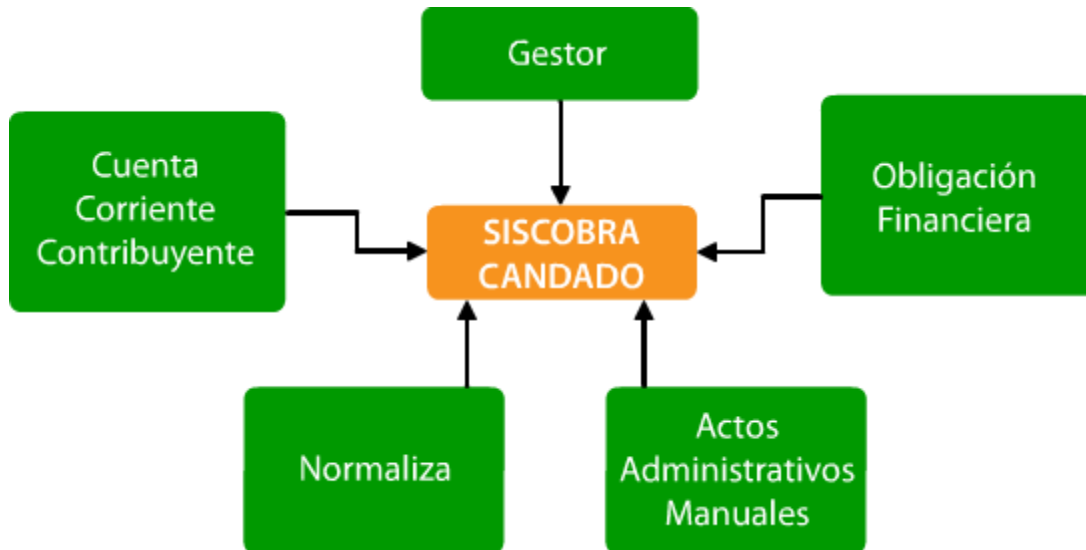 Gestor
Cuenta
Corriente
Contribuyente
Obligación
Financiera
SISCOBRA
CANDADO
Normaliza
Actos
Administrativos
Manuales